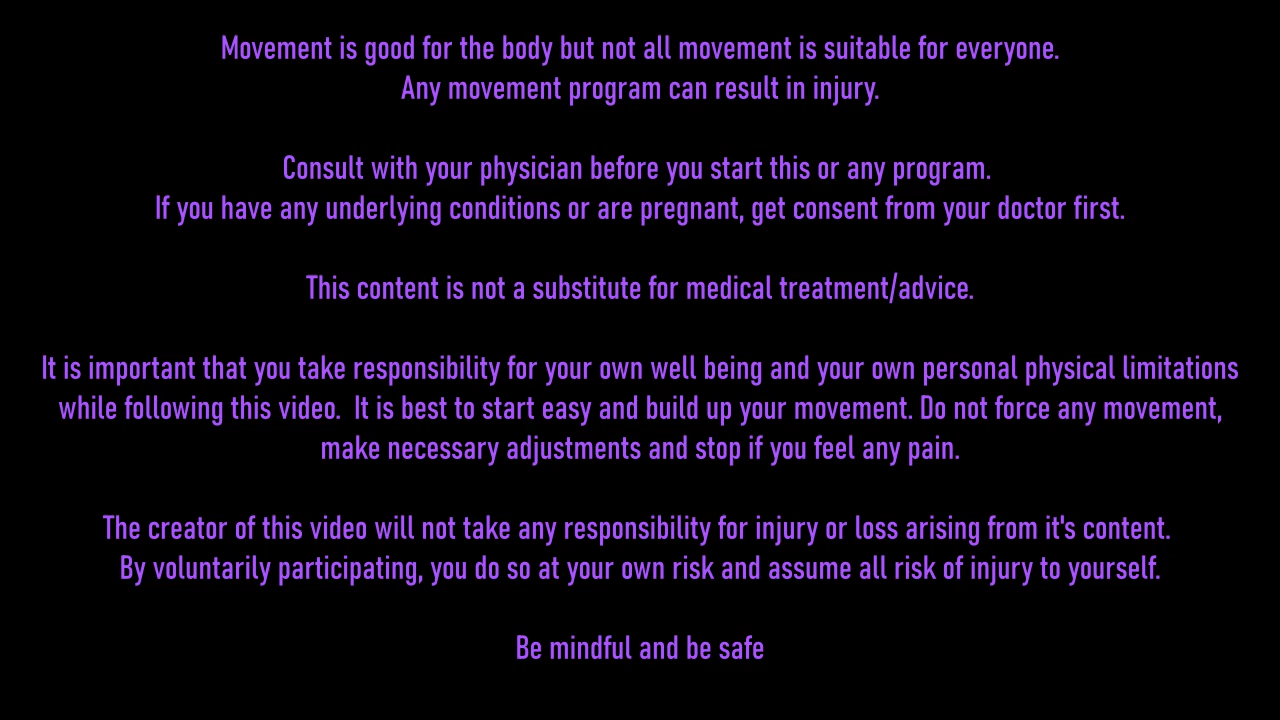 Movement is good for the body but not all movement is suitable for everyone.
Any movement program can result in injury.
Consult with your physician before you start this or any program.
If you have any underlying conditions or are pregnant, get consent from your doctor first.
This content is not a substitute for medical treatment/advice.
It is important that you take responsibility for your own well being and your own personal physical limitations
while following this video.  It is best to start easy and build up your movement. Do not force any movement,
make necessary adjustments and stop if you feel any pain.
The creator of this video will not take any responsibility for injury or loss arising from it's content.
By voluntarily participating, you do so at your own risk and assume all risk of injury to yourself.
Be mindful and be safe